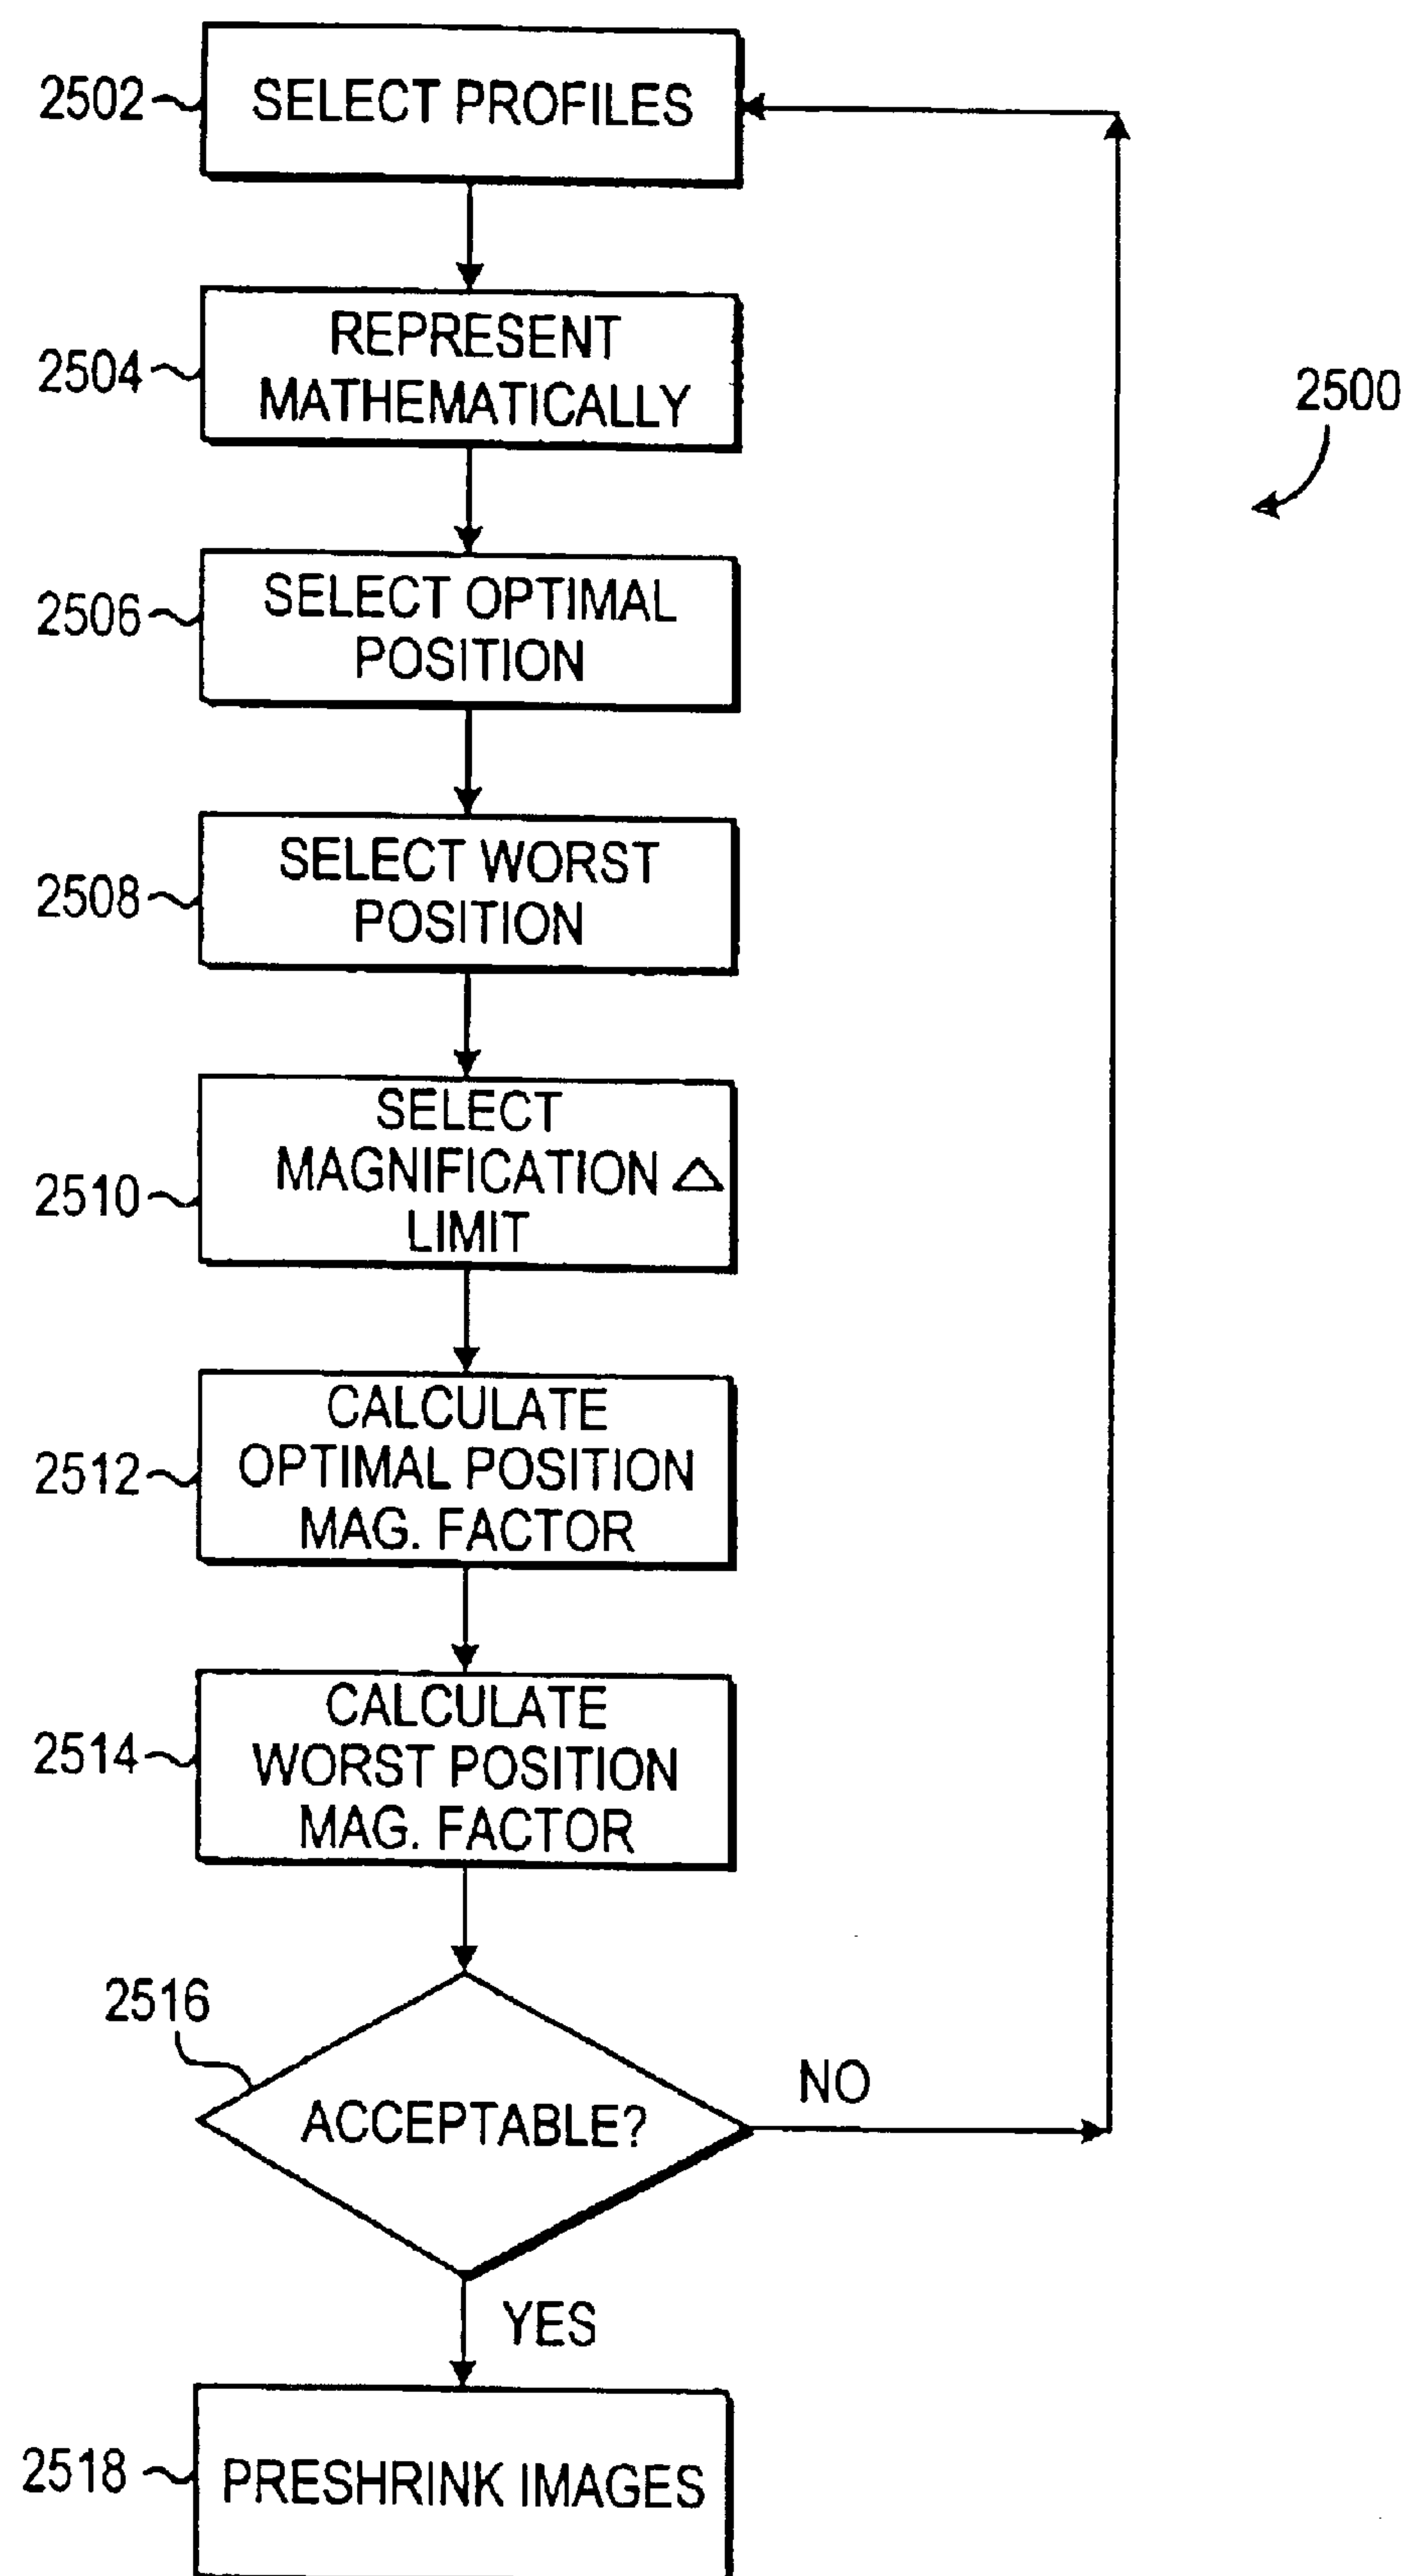 2502
SELECT PROFILES
2504
REPRESENT
MATHEMATICALLY
2500
2506
SELECT OPTIMAL
POSITION
2508
SELECT WORST
POSITION
2510
SELECT
MAGNIFICATION △
LIMIT
2512
CALCULATE
OPTIMAL POSITION
MAG. FACTOR
2514
CALCULATE
WORST POSITION
MAG. FACTOR
2516
ACCEPTABLE?
NO
YES
2518
PRESHRINK IMAGES